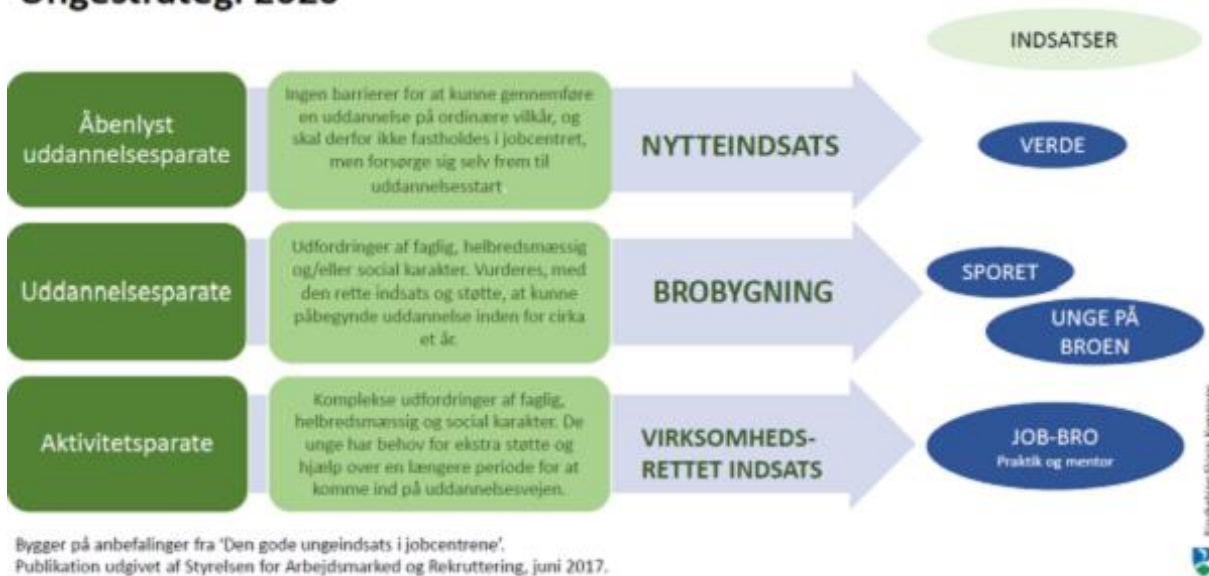 Ungestrategi 2020
INDSATSER
Åbenlyst
uddannelsesparate
Ingen barrierer for at kunne gennemføre
en uddannelse på ordinære vilkår, og
skal derfor ikke fastholdes i jobcentret,
men forsørge sig selv frem til
uddannelsesstart.
NYTTEINDSATS
VERDE
Uddannelsesparate
Udfordringer af faglig, helbredsmæssig
og/eller social karakter. Vurderes, med
den rette indsats og støtte, at kunne
påbegynde uddannelse inden for cirka
et år.
BROBYGNING
SPORET
UNGE PÅ
BROEN
Aktivitetsparate
Komplekse udfordringer af faglig,
helbredsmæssig og social karakter. De
unge har behov for ekstra støtte og
hjælp over en længere periode for at
komme ind på uddannelsesvejen.
VIRKSOMHEDS-
RETTET INDSATS
JOB-BRO
Praktik og mentor
Bygger på anbefalinger fra 'Den gode ungeindsats i jobcentrene'.
Publikation udgivet af Styrelsen for Arbejdsmarked og Rekruttering, juni 2017.